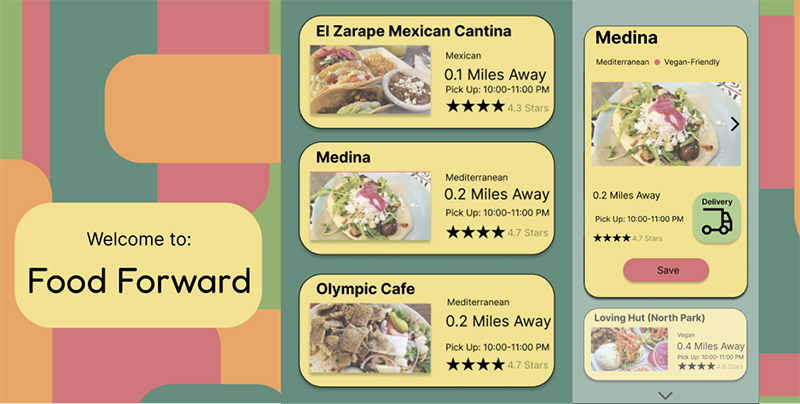 Welcome to:
Food Forward
El Zarape Mexican Cantina
Mexican
0.1 Miles Away
Pick Up: 10:00-11:00 PM
★★★★ 4.3 Stars
Medina
Mediterranean
0.2 Miles Away
Pick Up: 10:00-11:00 PM
★★★★ 4.7 Stars
Olympic Cafe
Mediterranean
0.2 Miles Away
Pick Up: 10:00-11:00 PM
★★★★ 4.7 Stars
Medina
Mediterranean ● Vegan-Friendly
0.2 Miles Away
Delivery
Pick Up: 10:00-11:00 PM
★★★★ 4.7 Stars
Save
Loving Hut (North Park)
Vegan
0.4 Miles Away
Pick Up: 10:00-11:00 PM
★★★★ 4.6 Stars